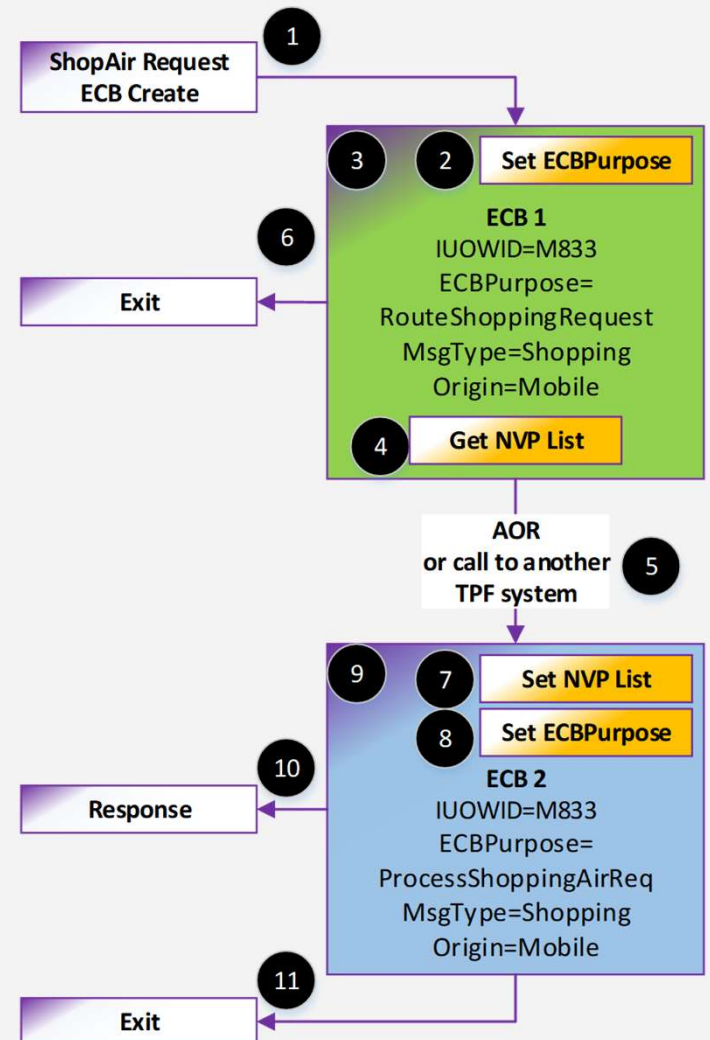 1
ShopAir Request
ECB Create
3
2
Set ECBPurpose
ECB 1
IUOWID=M833
ECBPurpose=
RouteShoppingRequest
MsgType=Shopping
Origin=Mobile
6
Exit
4
Get NVP List
AOR
or call to another
TPF system
5
9
7
Set NVP List
8
Set ECBPurpose
ECB 2
IUOWID=M833
ECBPurpose=
ProcessShoppingAirReq
MsgType=Shopping
Origin=Mobile
10
Response
11
Exit